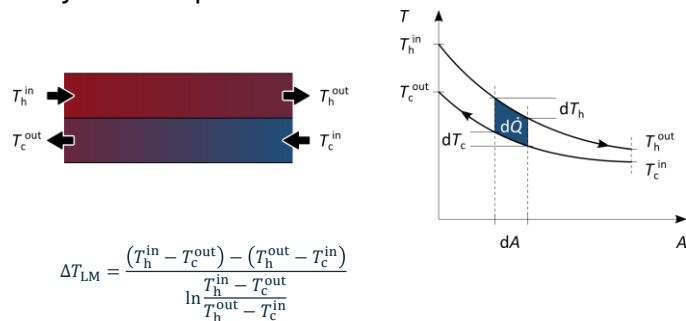 T_h^in
T_h^out
T_c^out
T_c^in
T
T_h^in
T_c^out
dT_h
dQ̇
dT_c
T_h^out
T_c^in
dA
A
ΔT_LM = ((T_h^in − T_c^out) − (T_h^out − T_c^in)) / (ln (T_h^in − T_c^out)/(T_h^out − T_c^in))